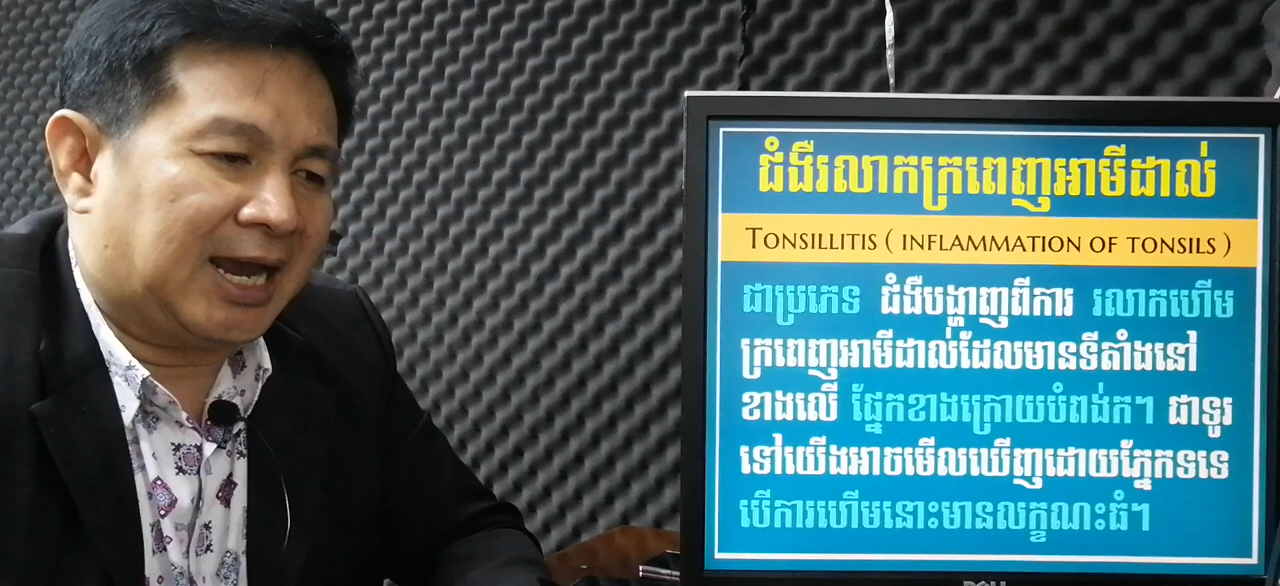 ជំងឺរលាកក្រពេញអាមីដាល់
TONSILLITIS ( INFLAMMATION OF TONSILS )
ជាប្រភេទ ជំងឺបង្ហាញពីការ រលាកហើម
ក្រពេញអាមីដាល់ដែលមានទីតាំងនៅ
ខាងលើ ផ្នែកខាងក្រោយបំពង់ក។ ជាទូរ
ទៅយើងអាចមើលឃើញដោយភ្នែកទទេ
បើការហើមនោះមានលក្ខណះធំ។